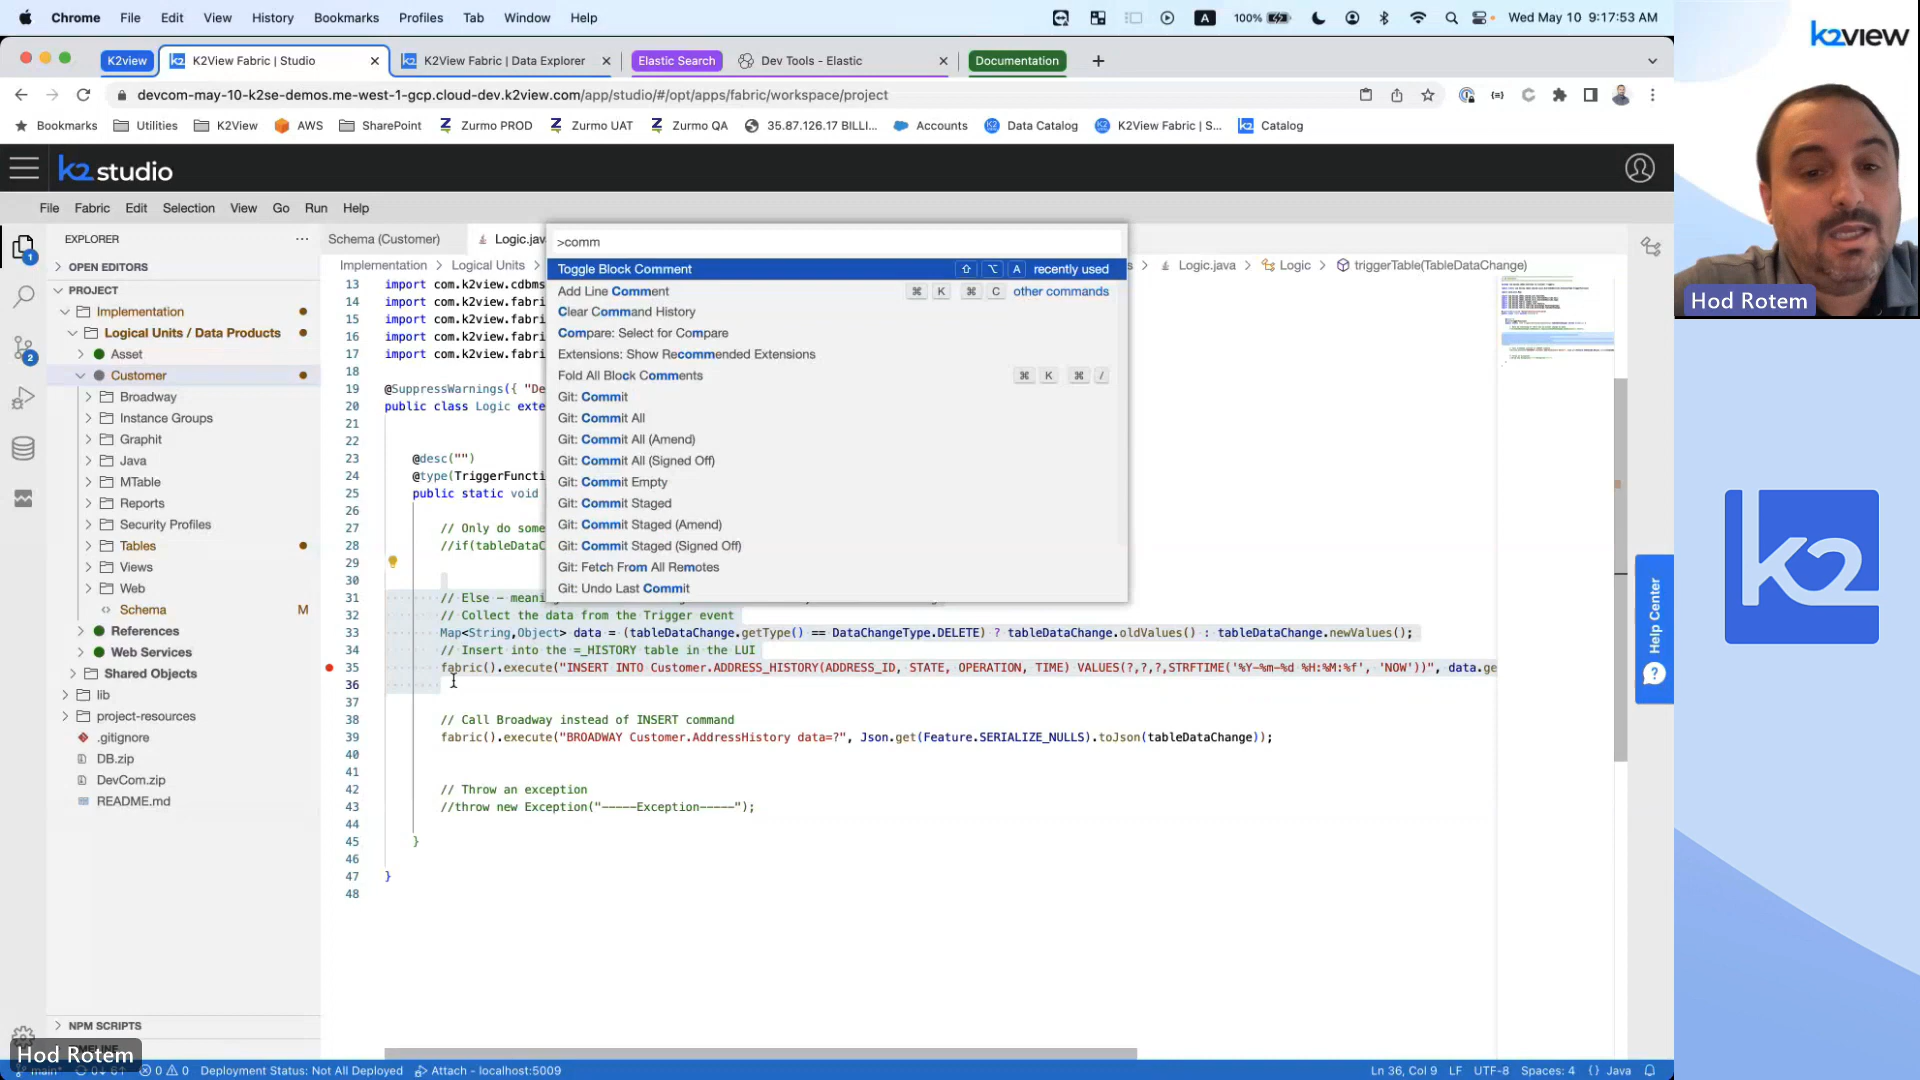 Chrome File Edit View History Bookmarks Profiles Tab Window Help
A 100% Wed May 10 9:17:53 AM
K2view K2View Fabric | Studio K2View Fabric | Data Explorer Elastic Search Dev Tools - Elastic Documentation
devcom-may-10-k2se-demos.me-west-1-gcp.cloud-dev.k2view.com/app/studio/#/opt/apps/fabric/workspace/project
Bookmarks Utilities K2View AWS SharePoint Zurmo PROD Zurmo UAT Zurmo QA 35.87.126.17 BILLI... Accounts Data Catalog K2View Fabric | S... Catalog
k2 studio
File Fabric Edit Selection View Go Run Help
EXPLORER
OPEN EDITORS
PROJECT
Implementation
Logical Units / Data Products
Asset
Customer
Broadway
Instance Groups
Graphit
Java
MTable
Reports
Security Profiles
Tables
Views
Web
Schema M
References
Web Services
Shared Objects
lib
project-resources
.gitignore
DB.zip
DevCom.zip
README.md
NPM SCRIPTS
1
2
Schema (Customer) Logic.jav
Implementation Logical Units Logic.java Logic triggerTable(TableDataChange)
>comm
Toggle Block Comment A recently used
Add Line Comment ⌘ K ⌘ C other commands
Clear Command History
Compare: Select for Compare
Extensions: Show Recommended Extensions
Fold All Block Comments ⌘ K ⌘ /
Git: Commit
Git: Commit All
Git: Commit All (Amend)
Git: Commit All (Signed Off)
Git: Commit Empty
Git: Commit Staged
Git: Commit Staged (Amend)
Git: Commit Staged (Signed Off)
Git: Fetch From All Remotes
Git: Undo Last Commit
13 import com.k2view.cdbms
14 import com.k2view.fabri
15 import com.k2view.fabri
16 import com.k2view.fabri
17 import com.k2view.fabri
18
19 @SuppressWarnings({ "De
20 public class Logic exte
21
22
23 @desc("")
24 @type(TriggerFuncti
25 public static void
26
27 // Only do some
28 //if(tableDataC
29
30
31 // Else – meani
32 // Collect the data from the Trigger event
33 Map<String,Object> data = (tableDataChange.getType() == DataChangeType.DELETE) ? tableDataChange.oldValues() : tableDataChange.newValues();
34 // Insert into the =_HISTORY table in the LUI
35 fabric().execute("INSERT INTO Customer.ADDRESS_HISTORY(ADDRESS_ID, STATE, OPERATION, TIME) VALUES(?,?,?,STRFTIME('%Y-%m-%d %H:%M:%f', 'NOW'))", data.ge
36
37
38 // Call Broadway instead of INSERT command
39 fabric().execute("BROADWAY Customer.AddressHistory data=?", Json.get(Feature.SERIALIZE_NULLS).toJson(tableDataChange));
40
41
42 // Throw an exception
43 //throw new Exception("-----Exception-----");
44
45 }
46
47 }
48
Help Center
main* 0↓ 6↑ 0 0 Deployment Status: Not All Deployed Attach - localhost:5009 Ln 36, Col 9 LF UTF-8 Spaces: 4 {} Java
Hod Rotem
k2view
Hod Rotem
k2